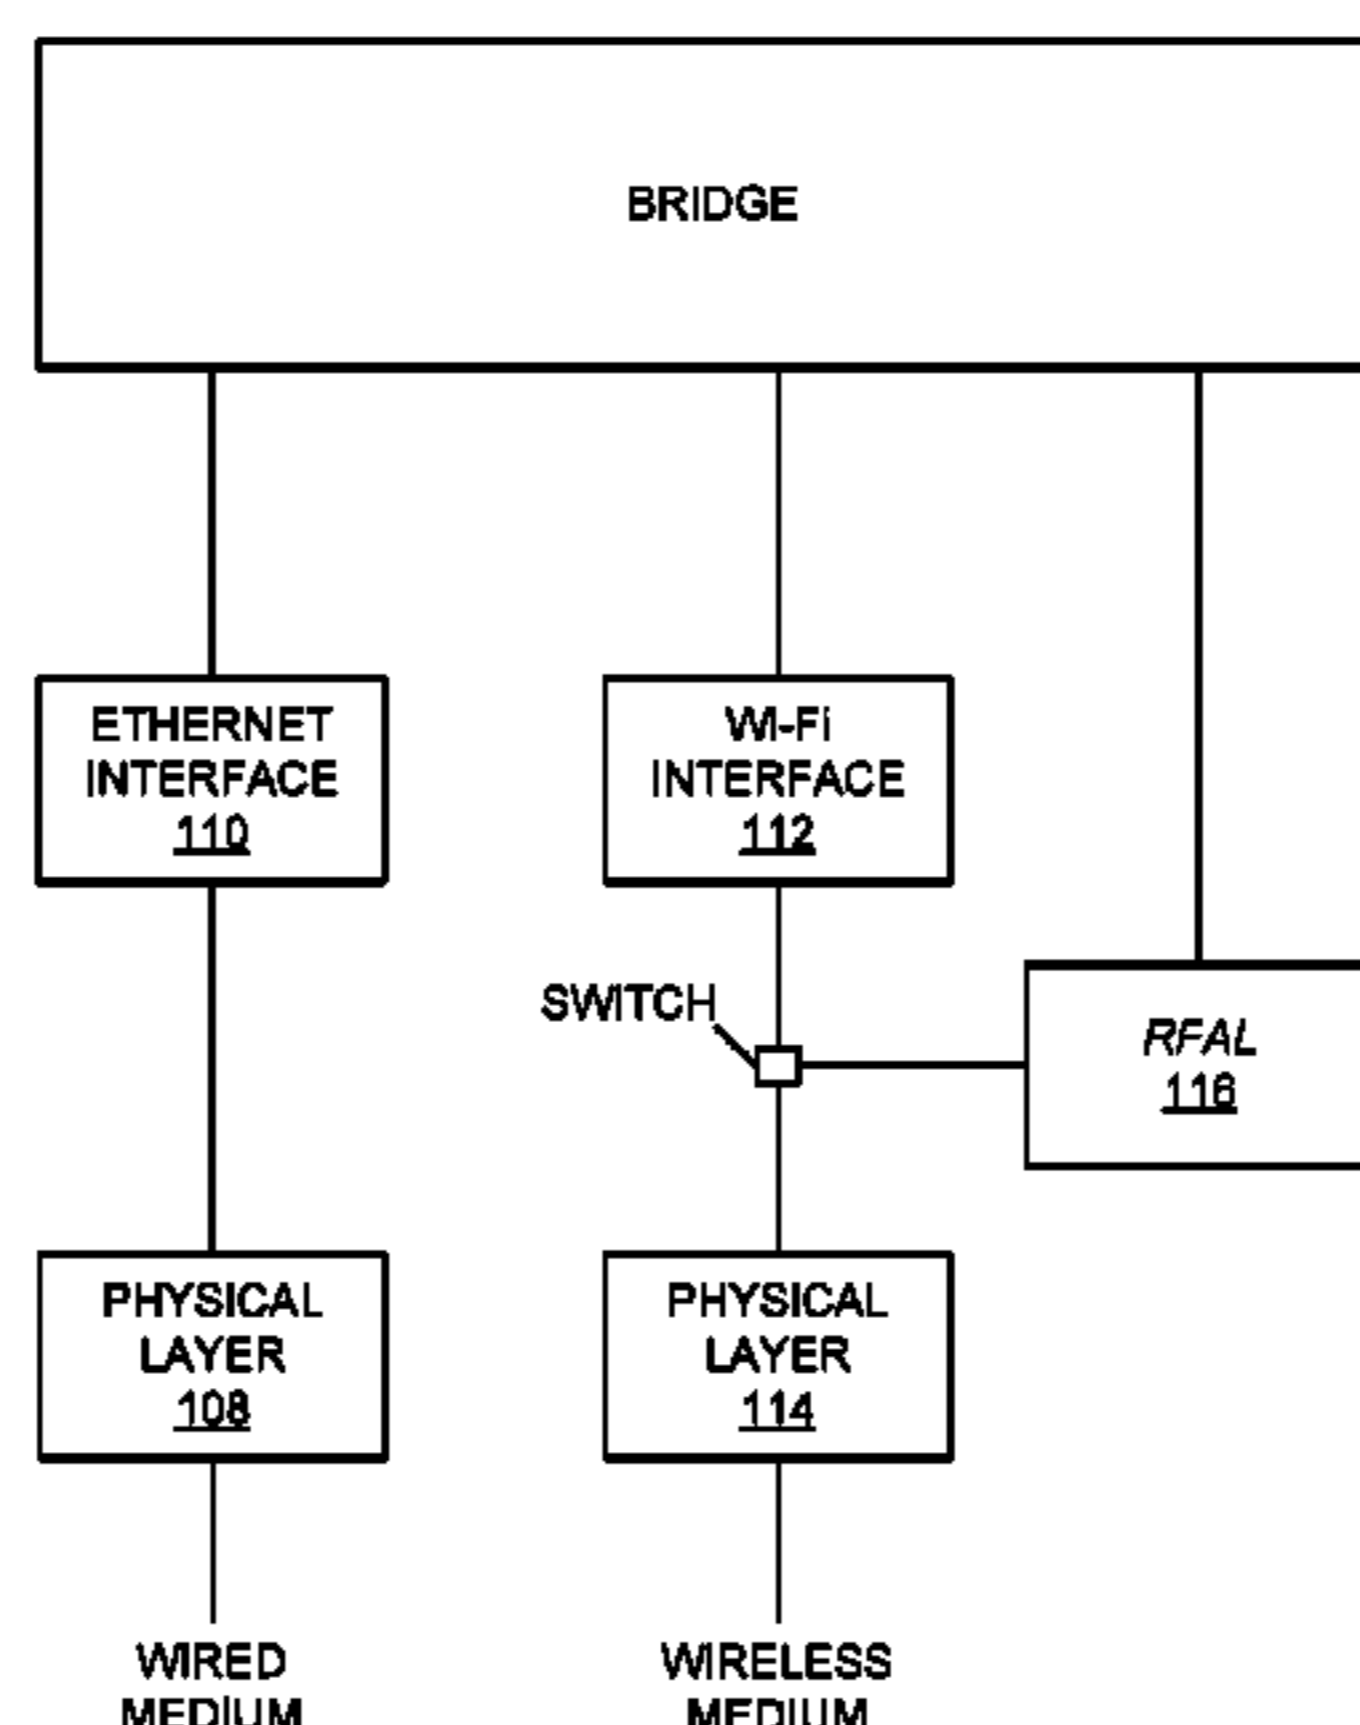 BRIDGE
ETHERNET
INTERFACE
110
WI-Fi
INTERFACE
112
SWITCH
RFAL
116
PHYSICAL
LAYER
108
PHYSICAL
LAYER
114
WIRED
MEDIUM
WIRELESS
MEDIUM